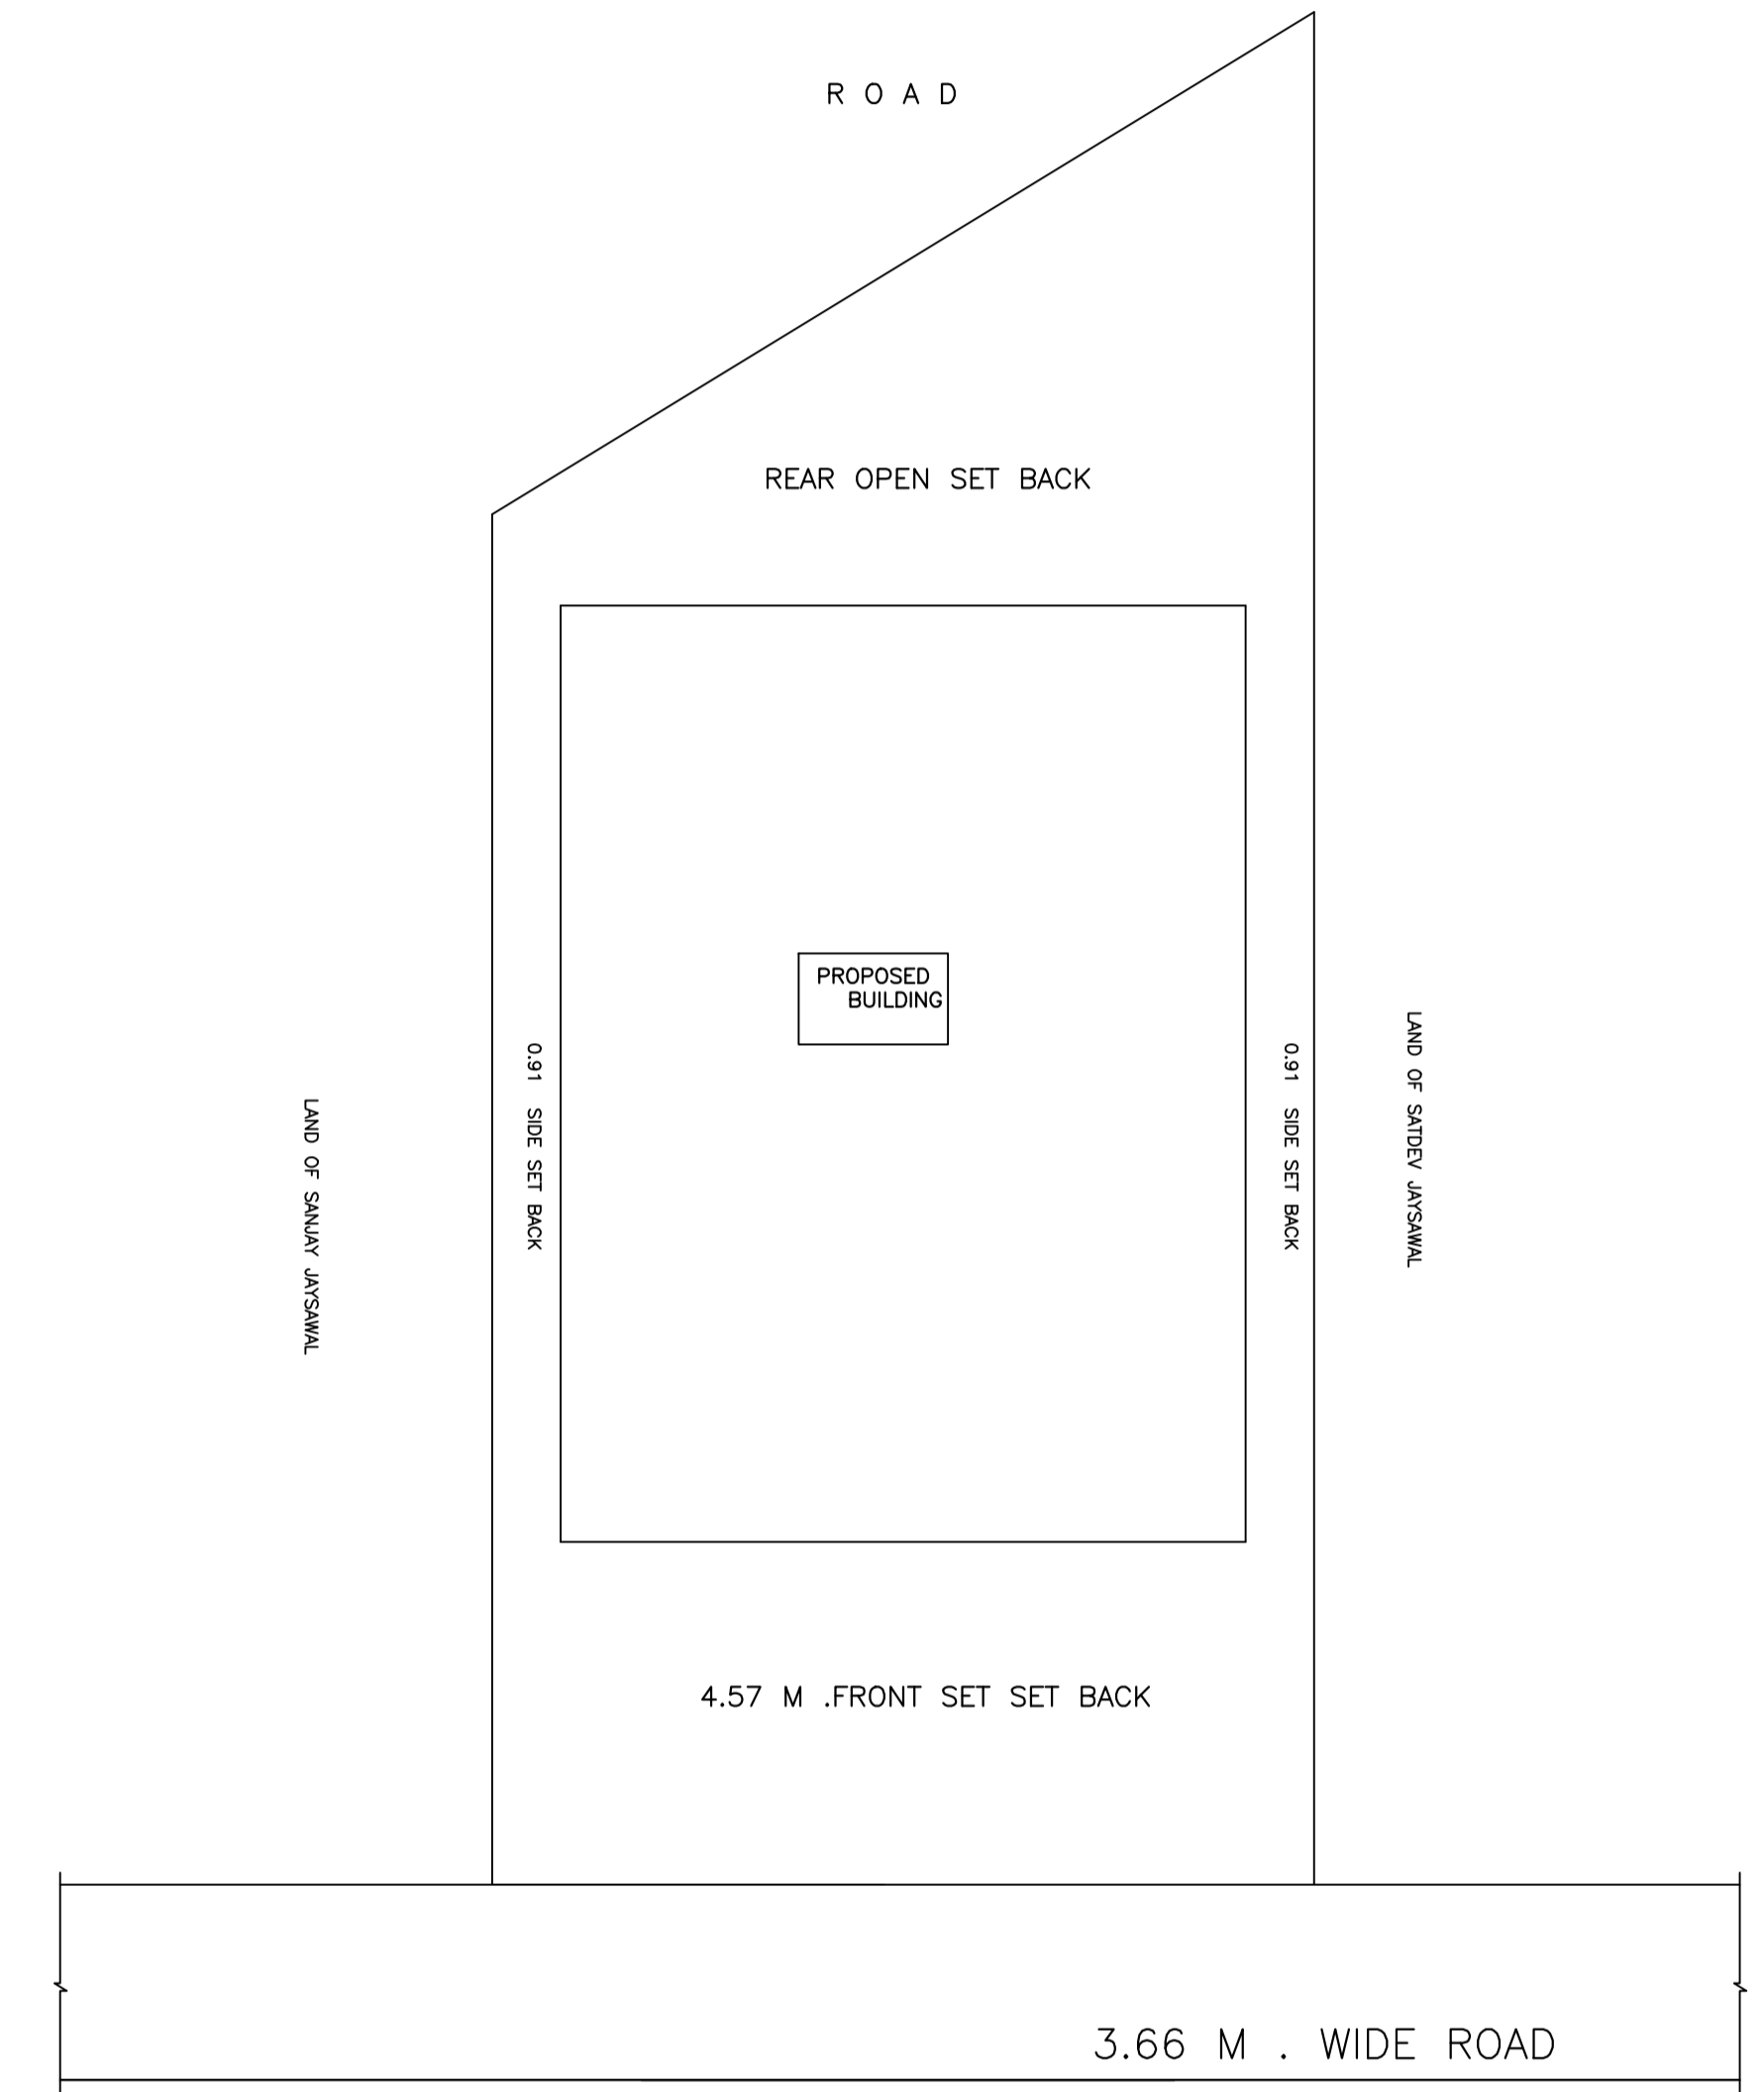 R O A D
REAR OPEN SET BACK
PROPOSED
BUILDING
0.91 SIDE SET BACK
0.91 SIDE SET BACK
LAND OF SATDEV JAYSAWAL
LAND OF SANJAY JAYSAWAL
4.57 M .FRONT SET SET BACK
3.66 M . WIDE ROAD